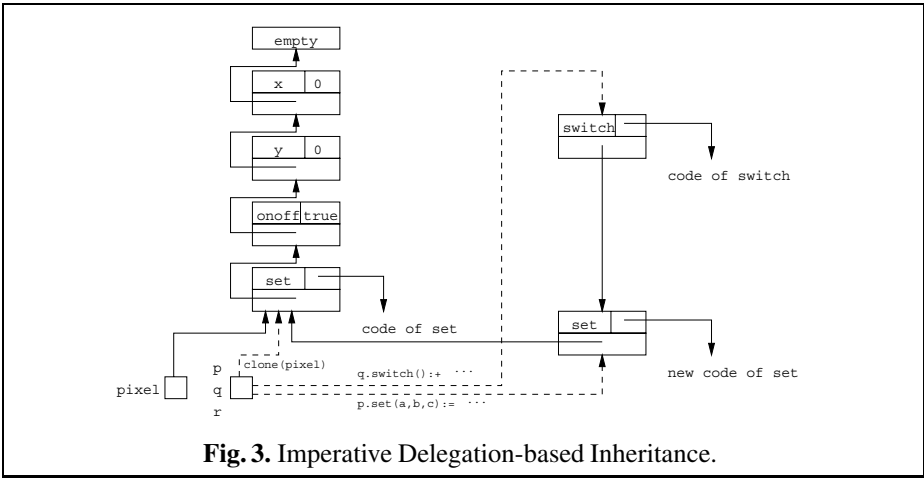 empty
x 0
y 0
switch
code of switch
onoff true
set
code of set
set
new code of set
p
clone(pixel)
q.switch():+ ...
pixel q
p.set(a,b,c):= ...
r
Fig. 3. Imperative Delegation-based Inheritance.